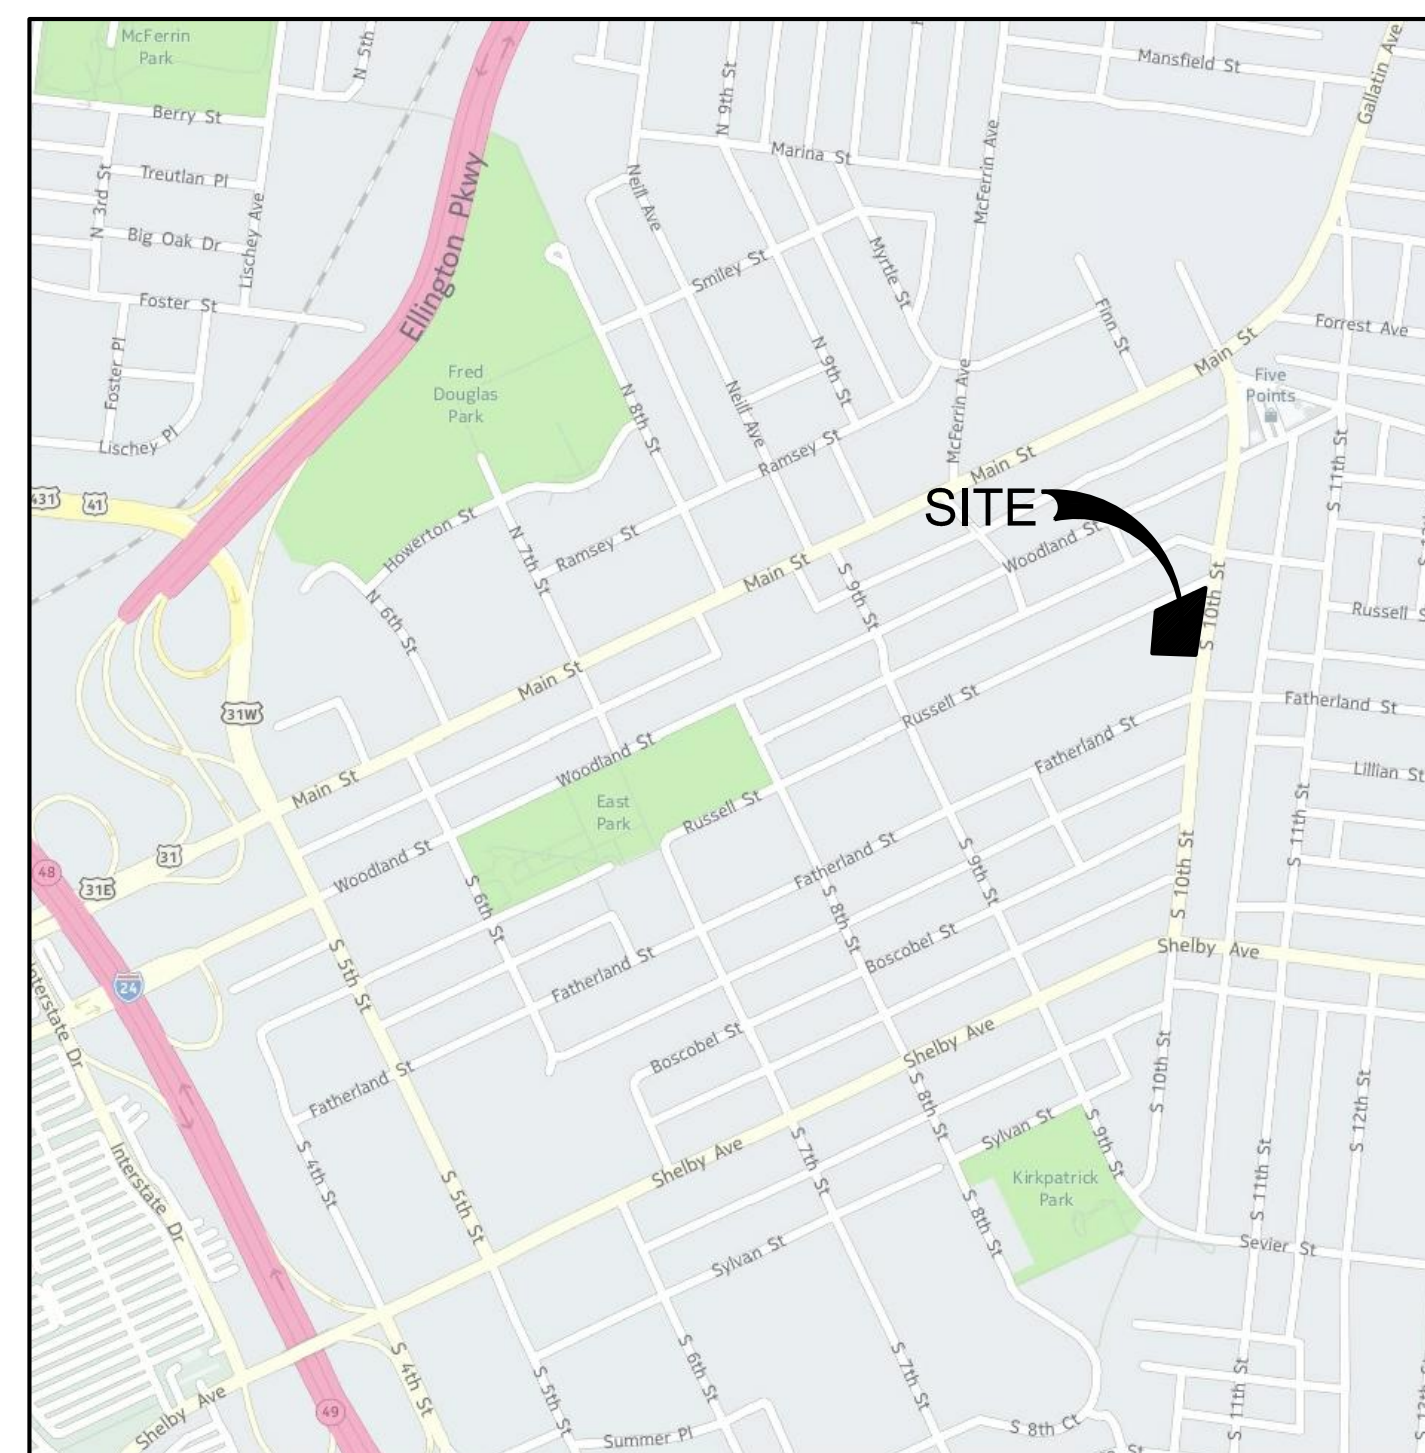 McFerrin
Park
N 5th
Gallatin Ave
Mansfield St
Berry St
N 9th St
Marina St
McFerrin Ave
Treutlan Pl
N 3rd St
Lischey Ave
Ellington Pkwy
Neill Ave
Big Oak Dr
Smiley St
Myrtle St
Foster St
Finn St
Forrest Ave
Main St
Foster Pl
N 9th St
Fred
Douglas
Park
Five
Points
N 8th St
Neill Ave
McFerrin Ave
Lischey Pl
Ramsey St
Main St
S 11th St
431
41
SITE
Howerton St
N 7th St
Ramsey St
Woodland St
Main St
S 9th St
S 10th St
N 6th St
Russell S
Main St
31W
Russell St
Fatherland St
Fatherland St
Woodland St
Main St
East
Park
Russell St
Lillian St
S 11th St
31
Woodland St
Fatherland St
48
31E
S 6th St
S 8th St
S 9th St
S 10th St
Boscobel St
Shelby Ave
S 5th St
Fatherland St
24
Interstate Dr
Boscobel St
Shelby Ave
S 10th St
Fatherland St
S 8th St
S 12th St
Sylvan St
S 9th St
S 4th St
Interstate Dr
Shelby Ave
S 7th St
Kirkpatrick
Park
S 11th St
S 5th St
S 8th St
Sylvan St
Sevier St
S 4th St
S 6th St
S 7th St
S 5th St
S 11th St
49
Shelby Ave
Summer Pl
S 8th Ct
St